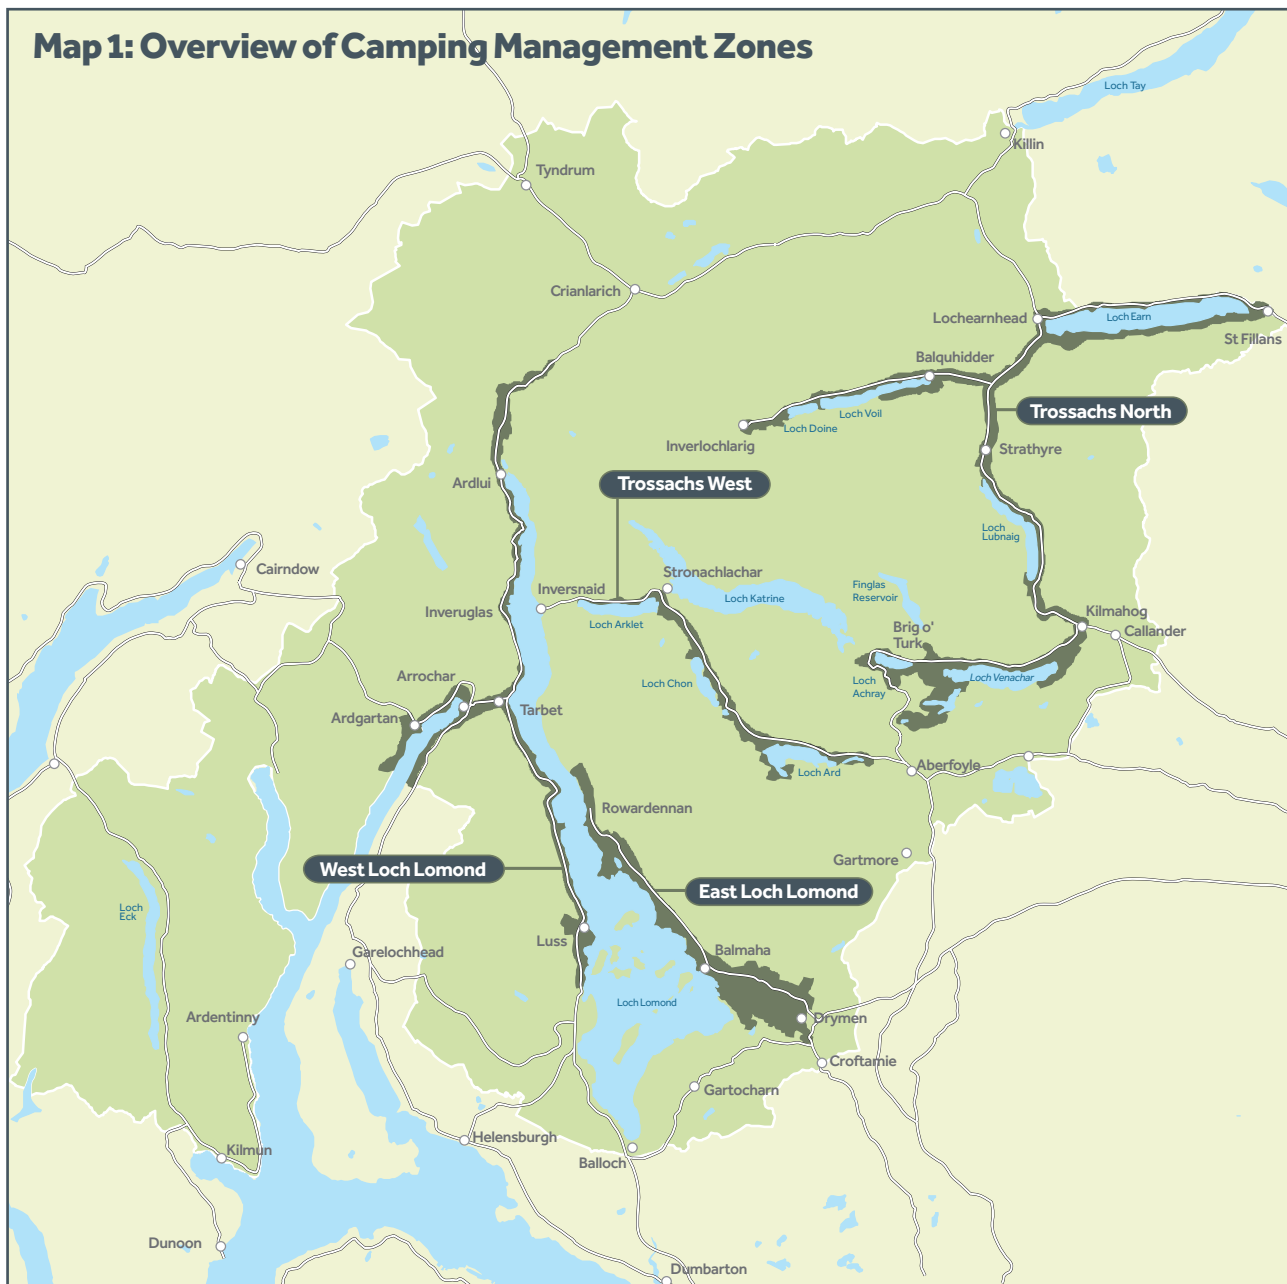 Map 1: Overview of Camping Management Zones
Loch Tay
Killin
Tyndrum
Crianlarich
Lochearnhead
Loch Earn
St Fillans
Balquhidder
Trossachs North
Loch Voil
Loch Doine
Inverlochlarig
Strathyre
Ardlui
Trossachs West
Loch
Lubnaig
Cairndow
Stronachlachar
Inversnaid
Loch Katrine
Finglas
Reservoir
Inveruglas
Loch Arklet
Kilmahog
Brig o'
Turk
Callander
Arrochar
Loch Chon
Loch
Achray
Loch Venachar
Ardgartan
Tarbet
Loch Ard
Aberfoyle
Rowardennan
Gartmore
West Loch Lomond
East Loch Lomond
Loch
Eck
Luss
Balmaha
Garelochhead
Loch Lomond
Ardentinny
Drymen
Croftamie
Gartocharn
Helensburgh
Kilmun
Balloch
Dunoon
Dumbarton